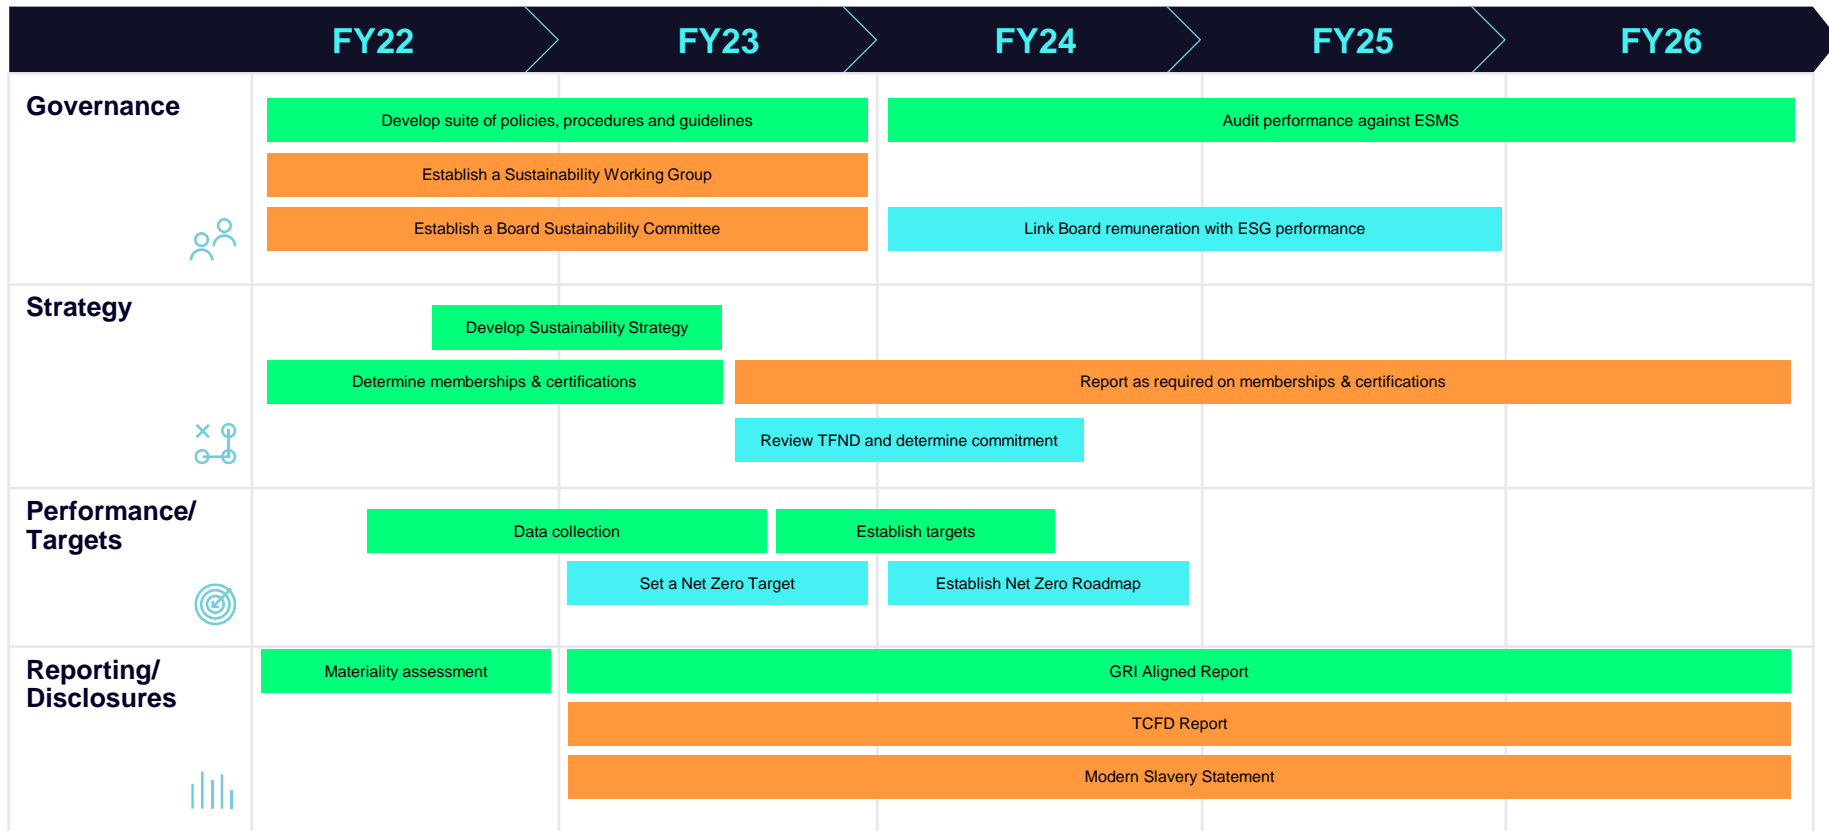 FY22
FY23
FY24
FY25
FY26
Governance
Develop suite of policies, procedures and guidelines
Audit performance against ESMS
Establish a Sustainability Working Group
Establish a Board Sustainability Committee
Link Board remuneration with ESG performance
Strategy
Develop Sustainability Strategy
Determine memberships & certifications
Report as required on memberships & certifications
Review TFND and determine commitment
Performance/
Targets
Data collection
Establish targets
Set a Net Zero Target
Establish Net Zero Roadmap
Reporting/
Disclosures
Materiality assessment
GRI Aligned Report
TCFD Report
Modern Slavery Statement